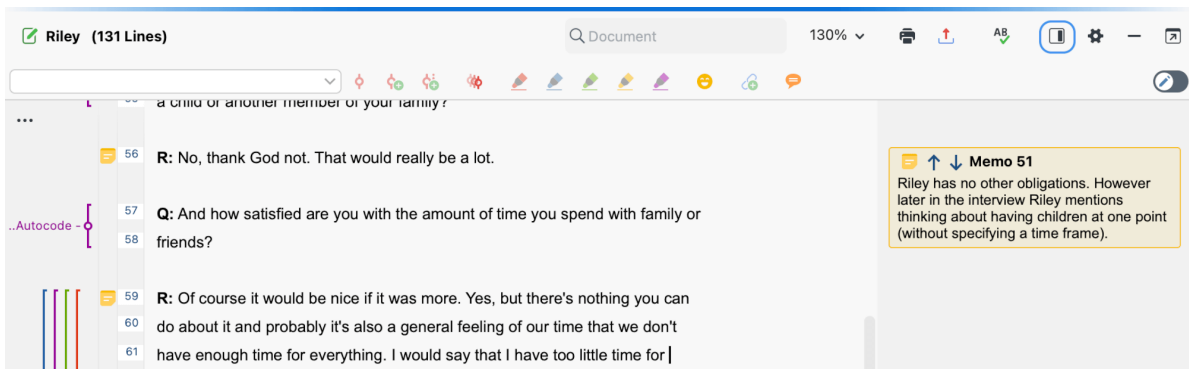 Riley (131 Lines)
Document
130%
AB
a child or another member of your family?
...
56 R: No, thank God not. That would really be a lot.
Memo 51
Riley has no other obligations. However
later in the interview Riley mentions
thinking about having children at one point
(without specifying a time frame).
57 Q: And how satisfied are you with the amount of time you spend with family or
..Autocode -
58 friends?
59 R: Of course it would be nice if it was more. Yes, but there's nothing you can
60 do about it and probably it's also a general feeling of our time that we don't
61 have enough time for everything. I would say that I have too little time for